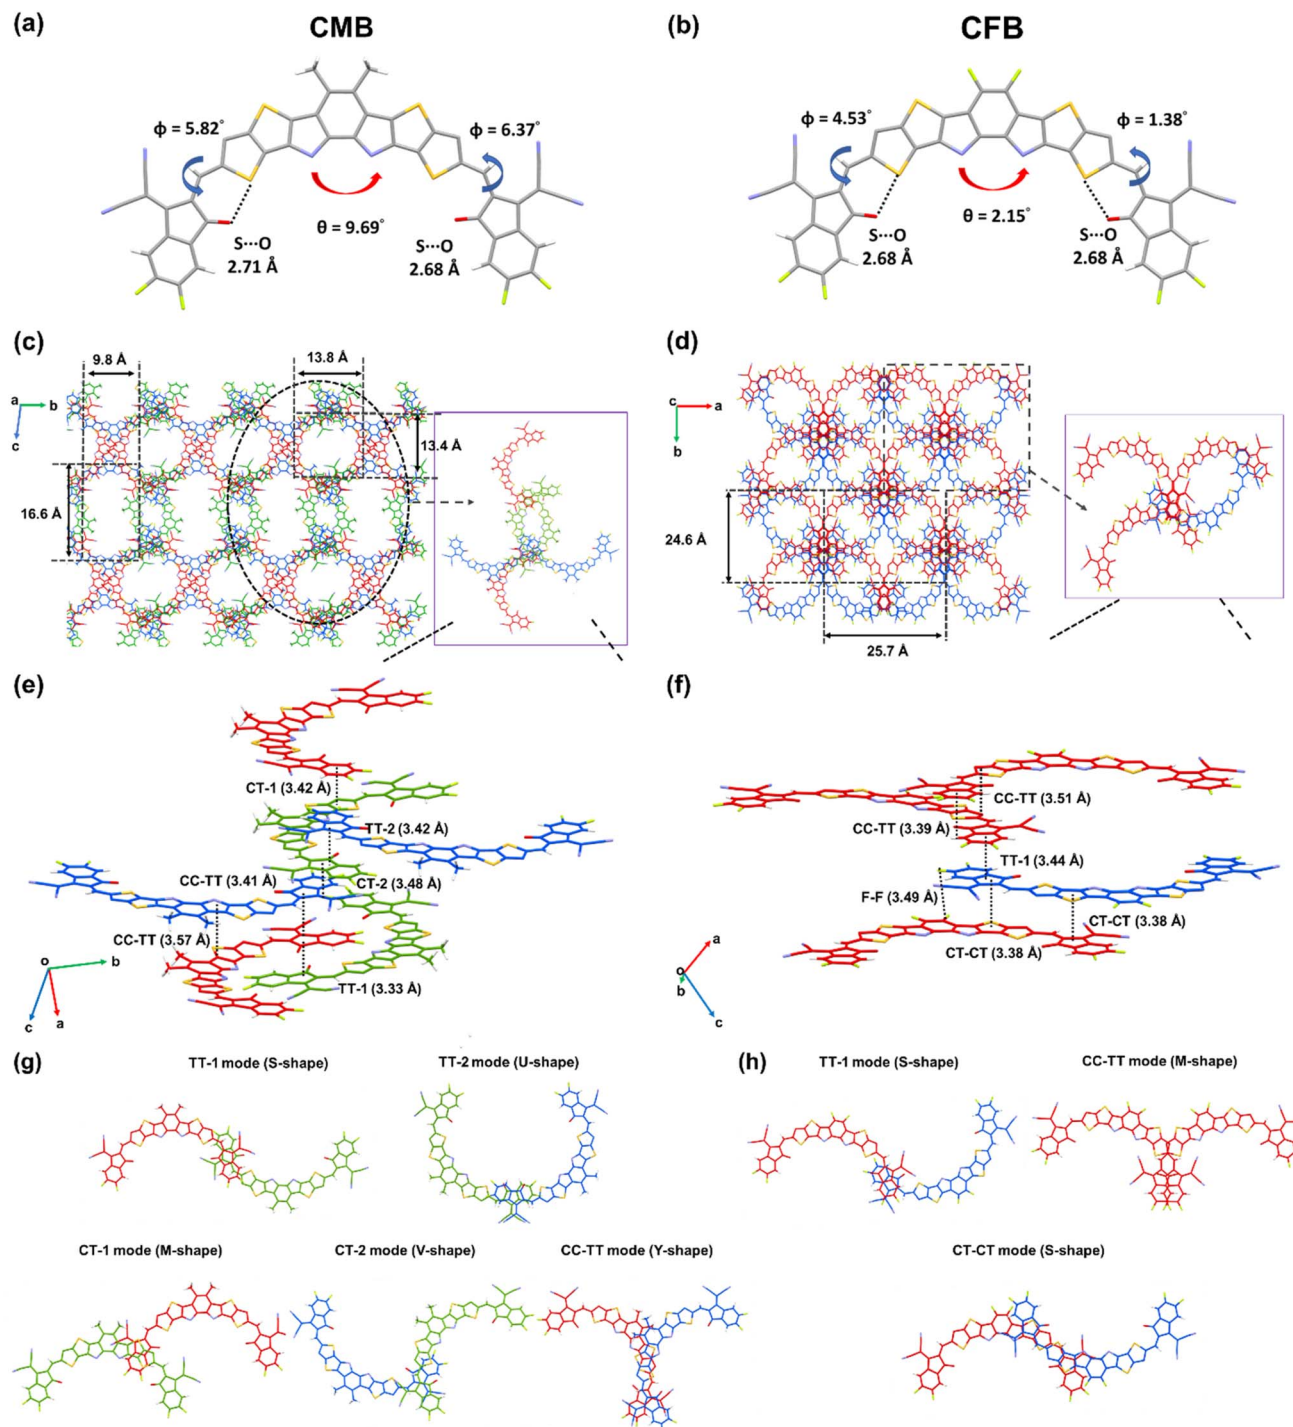 (a)
CMB
(b)
CFB
ϕ = 5.82°
ϕ = 6.37°
θ = 9.69°
S···O
2.71 Å
S···O
2.68 Å
ϕ = 4.53°
ϕ = 1.38°
θ = 2.15°
S···O
2.68 Å
S···O
2.68 Å
(c)
9.8 Å
13.8 Å
a
b
c
13.4 Å
16.6 Å
(d)
c
a
b
24.6 Å
25.7 Å
(e)
CT-1 (3.42 Å)
TT-2 (3.42 Å)
CC-TT (3.41 Å)
CT-2 (3.48 Å)
CC-TT (3.57 Å)
TT-1 (3.33 Å)
o
b
c
a
(f)
CC-TT (3.51 Å)
CC-TT (3.39 Å)
TT-1 (3.44 Å)
F-F (3.49 Å)
CT-CT (3.38 Å)
CT-CT (3.38 Å)
a
o
b
c
(g)
TT-1 mode (S-shape)
TT-2 mode (U-shape)
CT-1 mode (M-shape)
CT-2 mode (V-shape)
CC-TT mode (Y-shape)
(h)
TT-1 mode (S-shape)
CC-TT mode (M-shape)
CT-CT mode (S-shape)